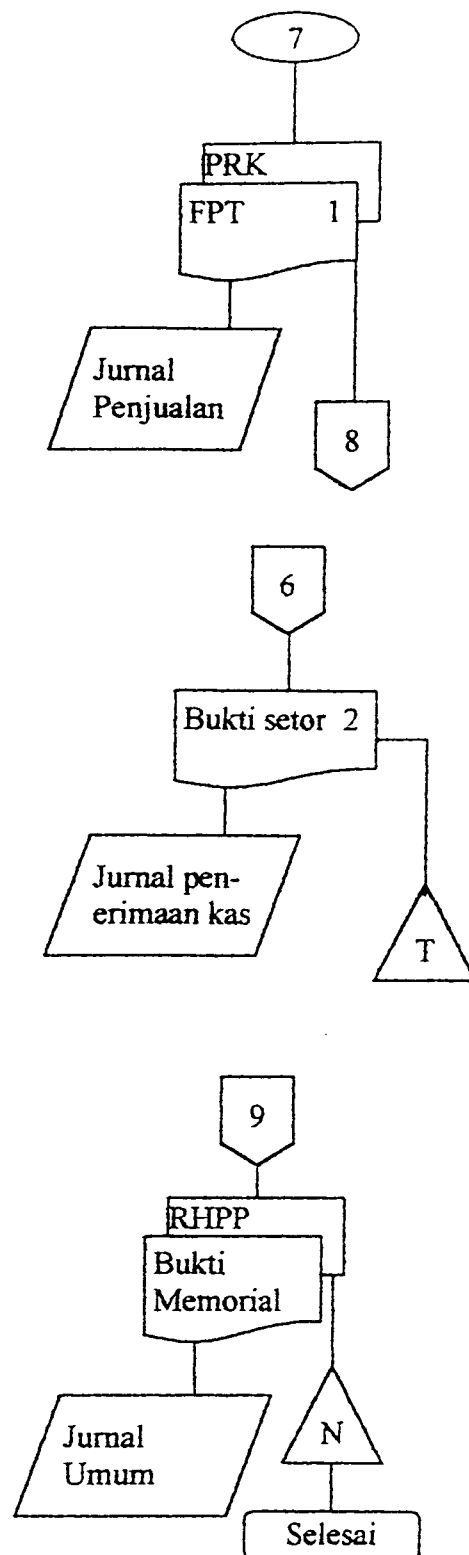 7
PRK
FPT 1
Jurnal
Penjualan
8
6
Bukti setor 2
Jurnal pen-
erimaan kas
T
9
RHPP
Bukti
Memorial
Jurnal
Umum
N
Selesai